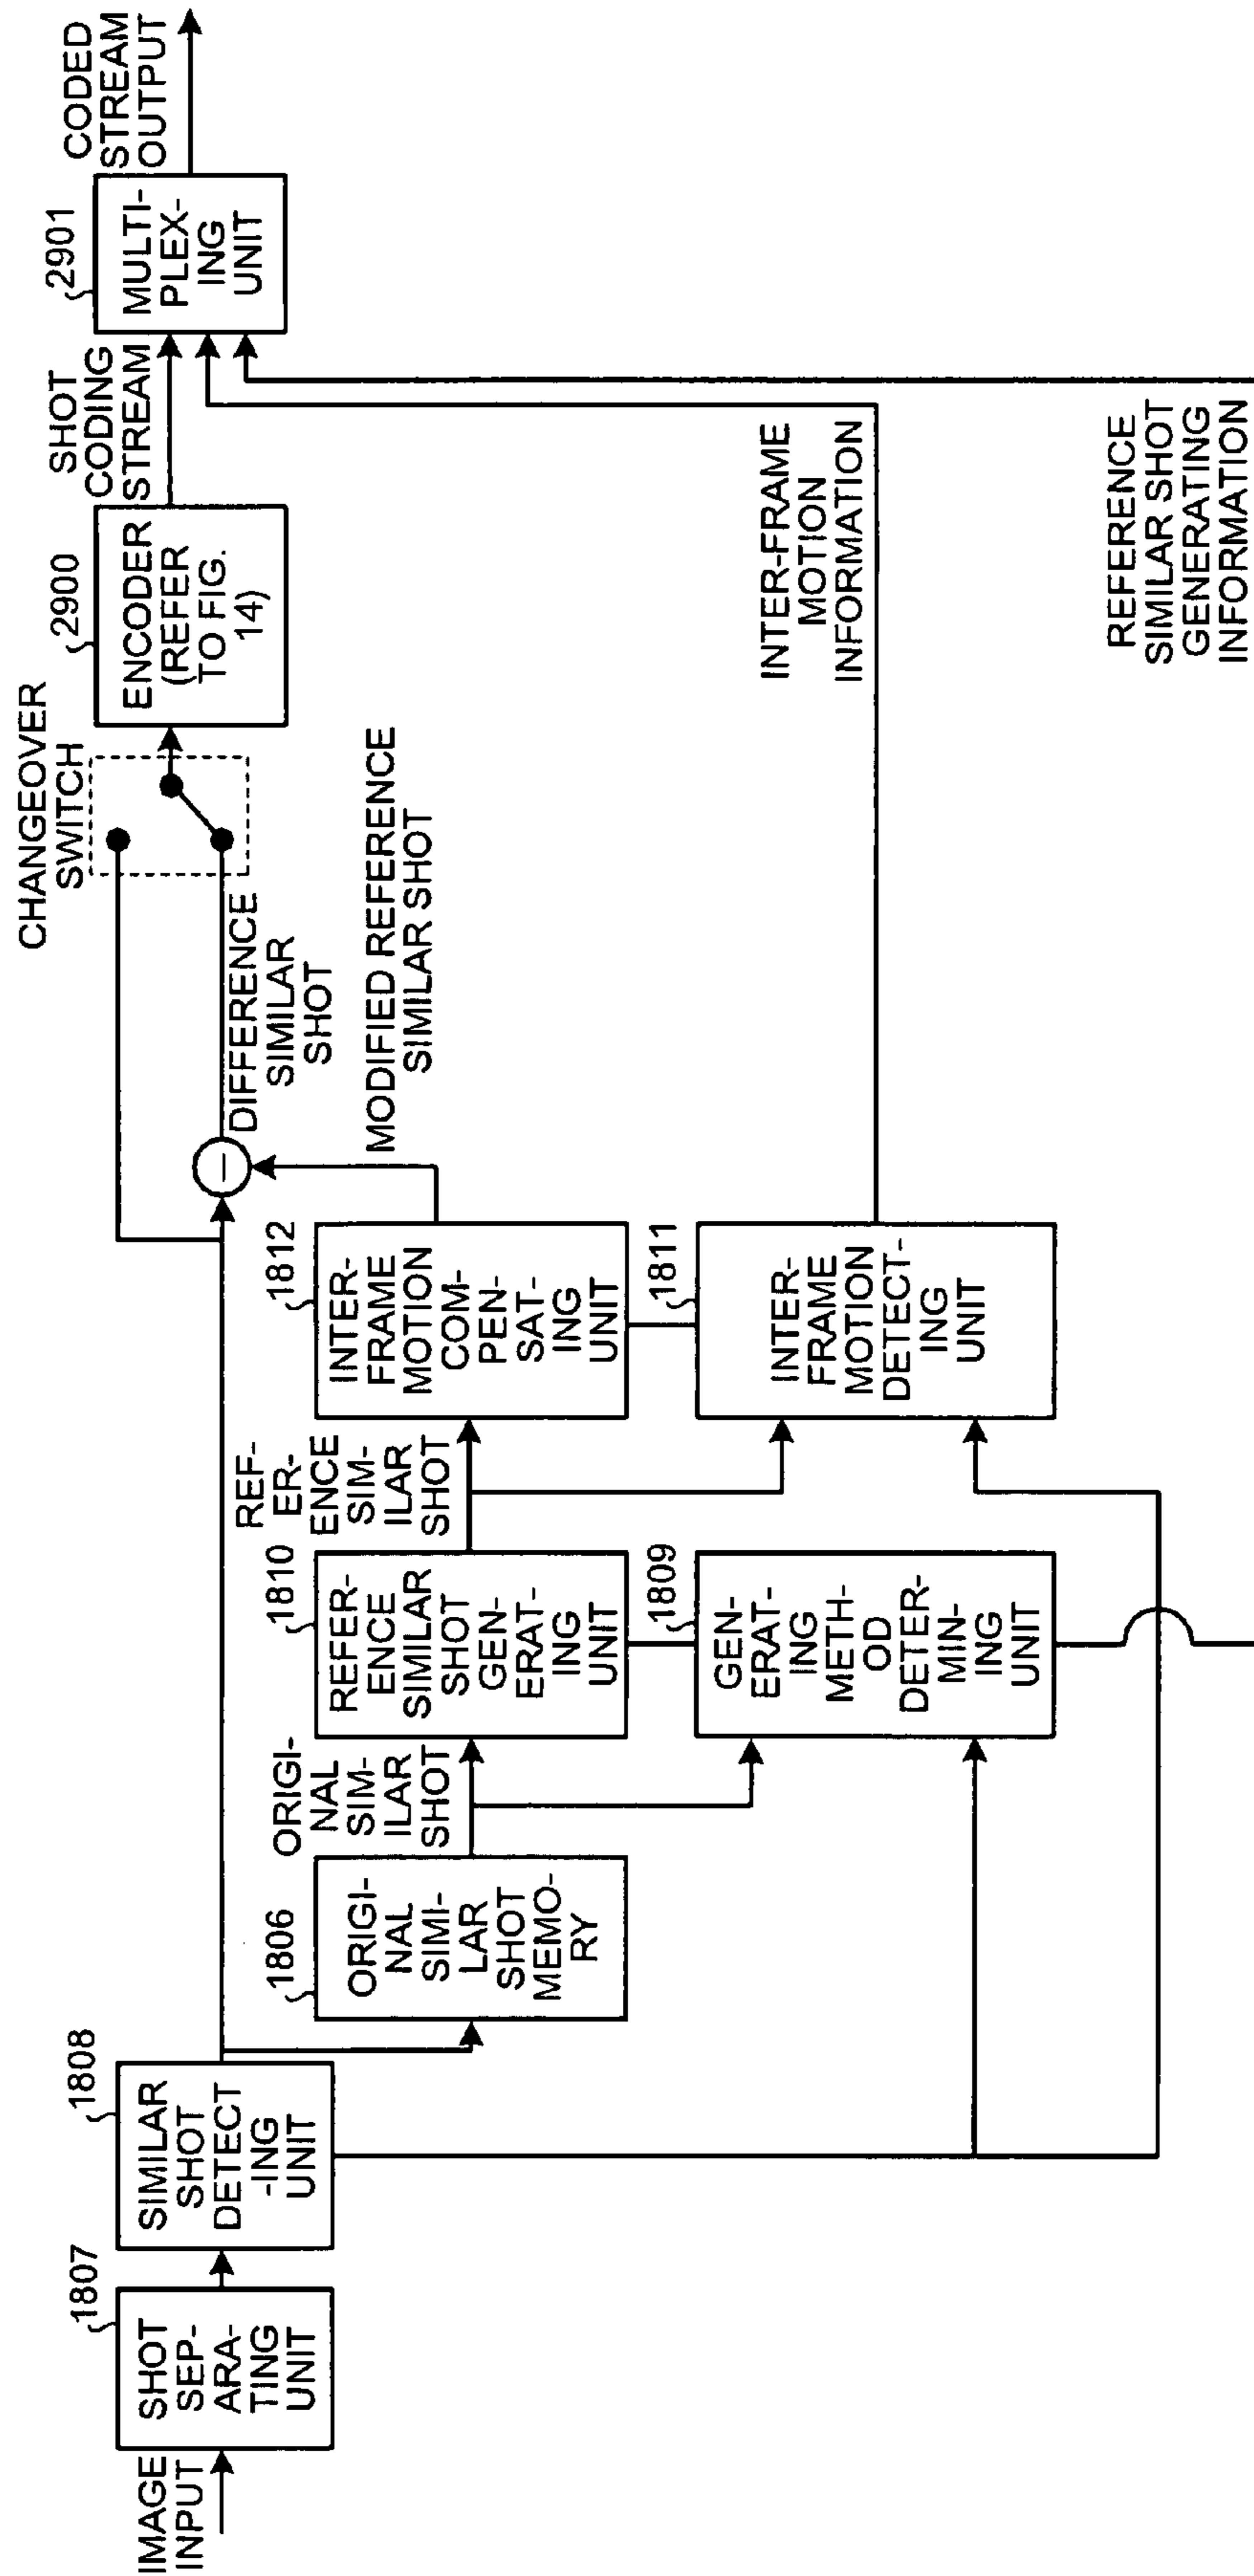 IMAGE
INPUT
1807
SHOT
SEP-
ARA-
TING
UNIT
1808
SIMILAR
SHOT
DETECT
-ING
UNIT
1806
ORIGI-
NAL
SIMI-
LAR
SHOT
MEMO-
RY
ORIGI-
NAL
SIM-
ILAR
SHOT
1810
REFER-
ENCE
SIMILAR
SHOT
GEN-
ERAT-
ING
UNIT
1809
GEN-
ERAT-
ING
METH-
OD
DETER-
MIN-
ING
UNIT
REF-
ER-
ENCE
SIM-
ILAR
SHOT
1812
INTER-
FRAME
MOTION
COM-
PEN-
SAT-
ING
UNIT
1811
INTER-
FRAME
MOTION
DETECT-
ING
UNIT
DIFFERENCE
SIMILAR
SHOT
MODIFIED REFERENCE
SIMILAR SHOT
CHANGEOVER
SWITCH
2900
ENCODER
(REFER
TO FIG.
14)
SHOT
CODING
STREAM
INTER-FRAME
MOTION
INFORMATION
REFERENCE
SIMILAR SHOT
GENERATING
INFORMATION
2901
MULTI-
PLEX-
ING
UNIT
CODED
STREAM
OUTPUT